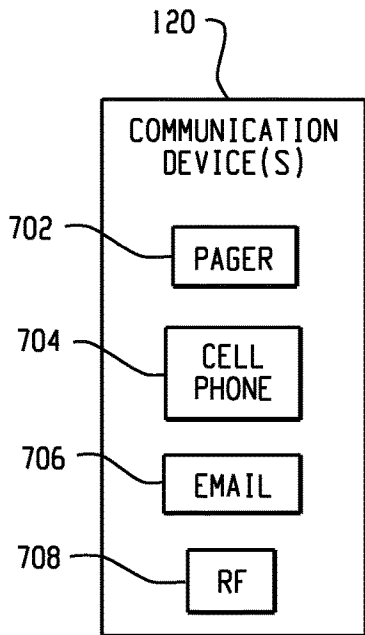 120
COMMUNICATION
DEVICE(S)
702
PAGER
704
CELL
PHONE
706
EMAIL
708
RF